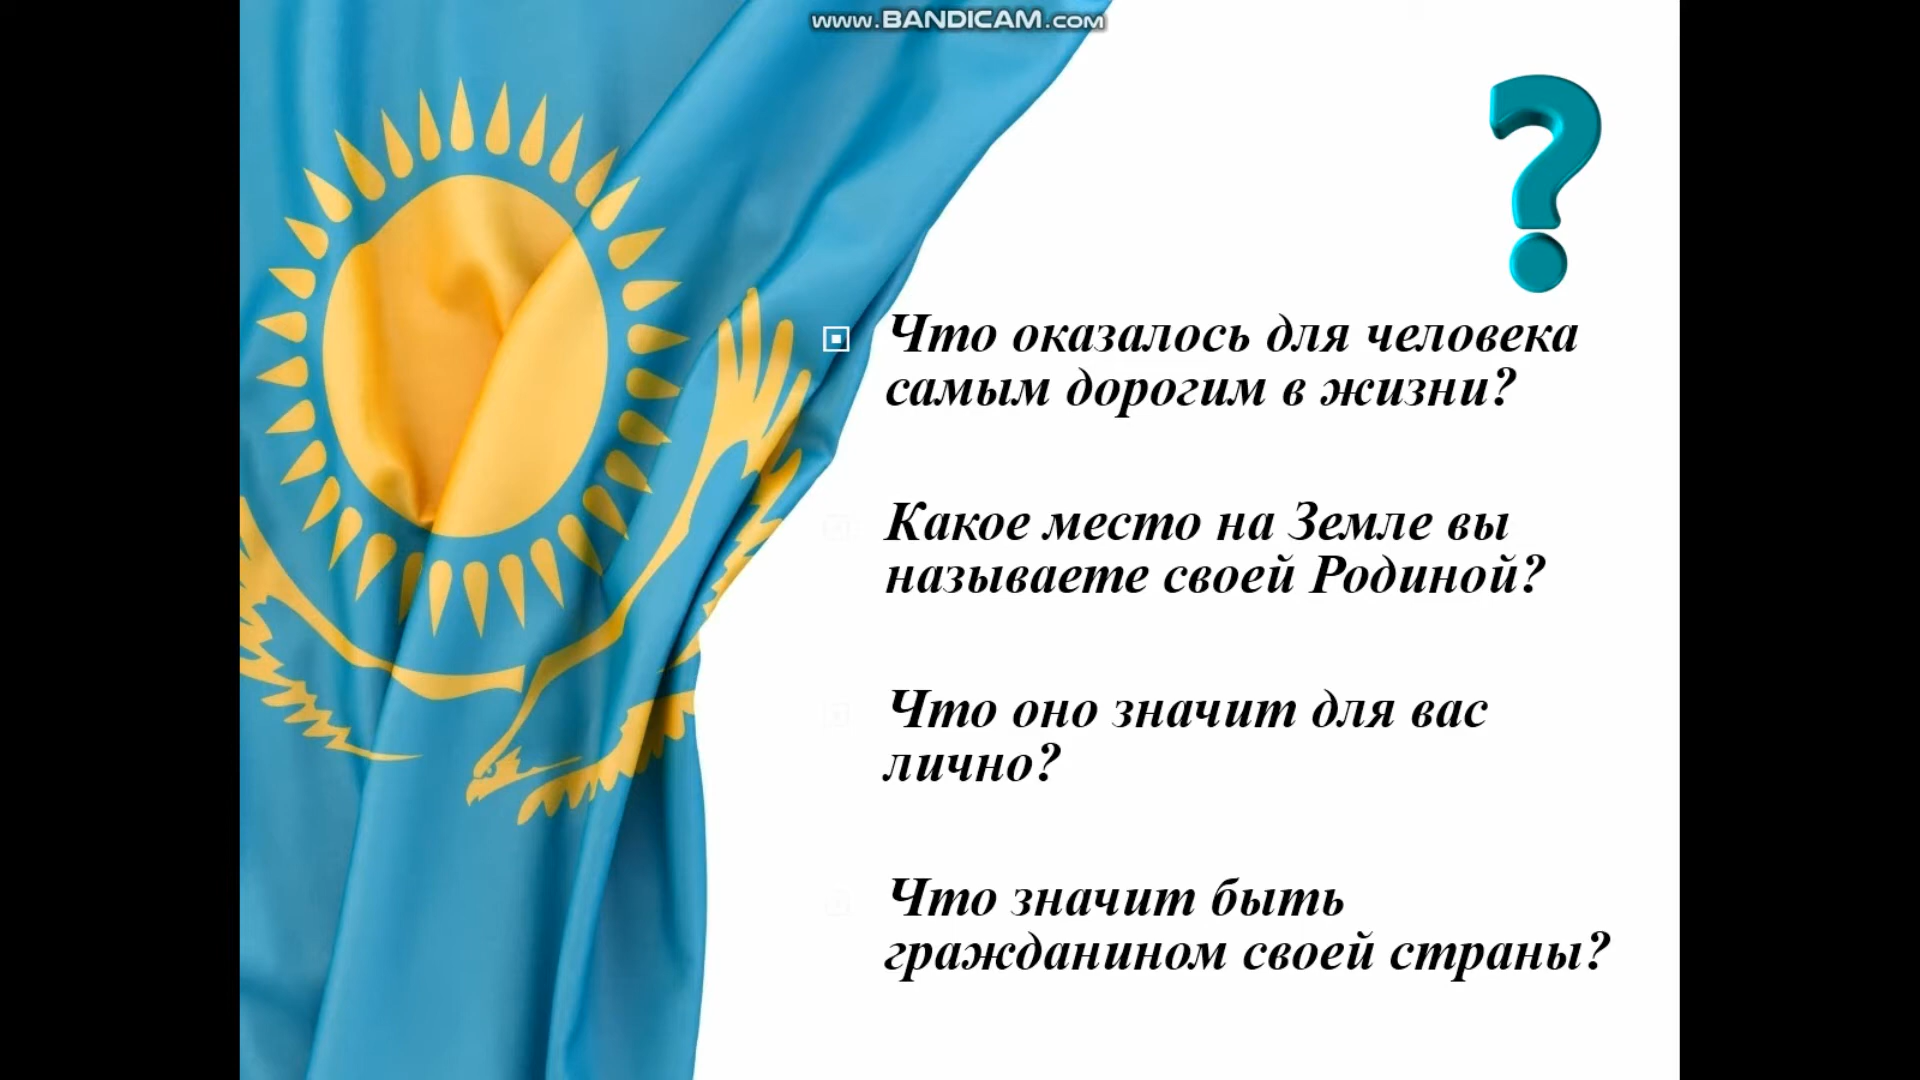 www.BANDICAM.com
?
Что оказалось для человека
самым дорогим в жизни?
Какое место на Земле вы
называете своей Родиной?
Что оно значит для вас
лично?
Что значит быть
гражданином своей страны?